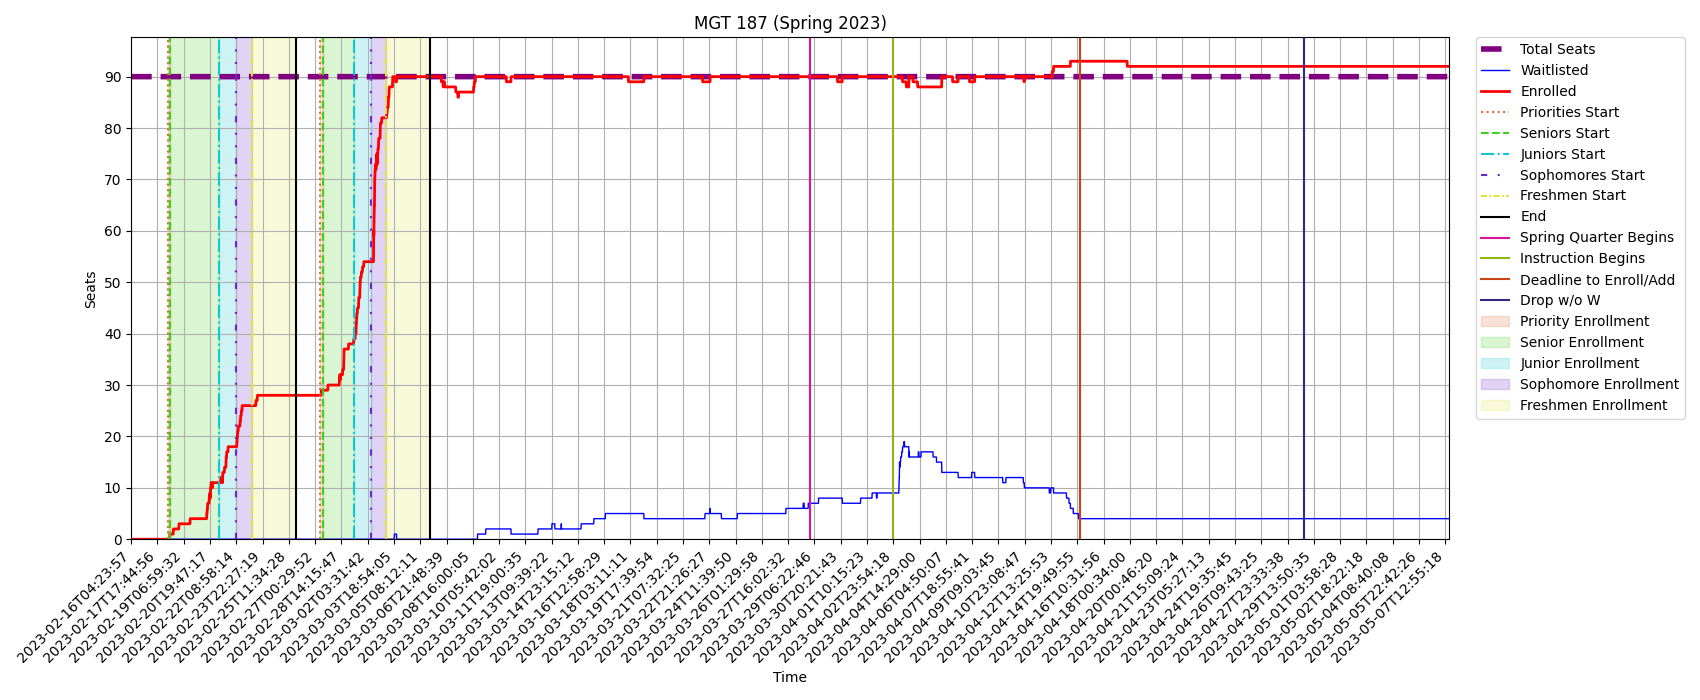 MGT 187 (Spring 2023)
Seats
90
80
70
60
50
40
30
20
10
0
2023-02-16T04:23:57
2023-02-17T17:44:56
2023-02-19T06:59:32
2023-02-20T19:47:17
2023-02-22T08:58:14
2023-02-23T22:27:19
2023-02-25T11:34:28
2023-02-27T00:29:52
2023-02-28T14:15:47
2023-03-02T03:31:42
2023-03-03T18:54:05
2023-03-05T08:12:11
2023-03-06T21:48:39
2023-03-08T16:00:05
2023-03-10T05:42:02
2023-03-11T19:00:35
2023-03-13T09:39:22
2023-03-14T23:15:12
2023-03-16T12:58:29
2023-03-18T03:11:11
2023-03-19T17:39:54
2023-03-21T07:32:25
2023-03-22T21:26:27
2023-03-24T11:39:50
2023-03-26T01:29:58
2023-03-27T16:02:32
2023-03-29T06:22:46
2023-03-30T20:21:43
2023-04-01T10:15:23
2023-04-02T23:54:18
2023-04-04T14:29:00
2023-04-06T04:50:07
2023-04-07T18:55:41
2023-04-09T09:03:45
2023-04-10T23:08:47
2023-04-12T13:25:53
2023-04-14T19:49:55
2023-04-16T10:31:56
2023-04-18T00:34:00
2023-04-20T00:46:20
2023-04-21T15:09:24
2023-04-23T05:27:13
2023-04-24T19:35:45
2023-04-26T09:43:25
2023-04-27T23:33:38
2023-04-29T13:50:35
2023-05-01T03:58:28
2023-05-02T18:22:18
2023-05-04T08:40:08
2023-05-05T22:42:26
2023-05-07T12:55:18
Time
Total Seats
Waitlisted
Enrolled
Priorities Start
Seniors Start
Juniors Start
Sophomores Start
Freshmen Start
End
Spring Quarter Begins
Instruction Begins
Deadline to Enroll/Add
Drop w/o W
Priority Enrollment
Senior Enrollment
Junior Enrollment
Sophomore Enrollment
Freshmen Enrollment